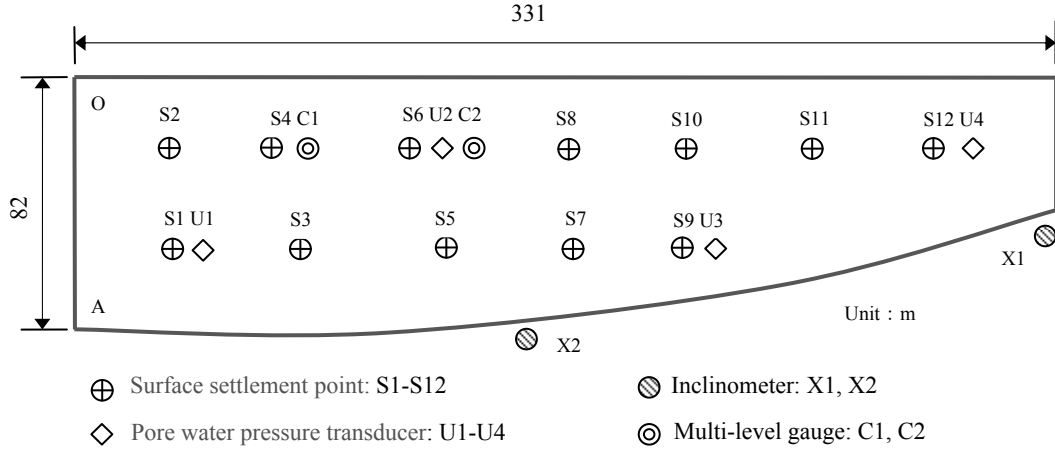 331
82
O
S2
S4 C1
S6 U2 C2
S8
S10
S11
S12 U4
S1 U1
S3
S5
S7
S9 U3
X1
A
Unit：m
X2
Surface settlement point: S1-S12
Inclinometer: X1, X2
Pore water pressure transducer: U1-U4
Multi-level gauge: C1, C2